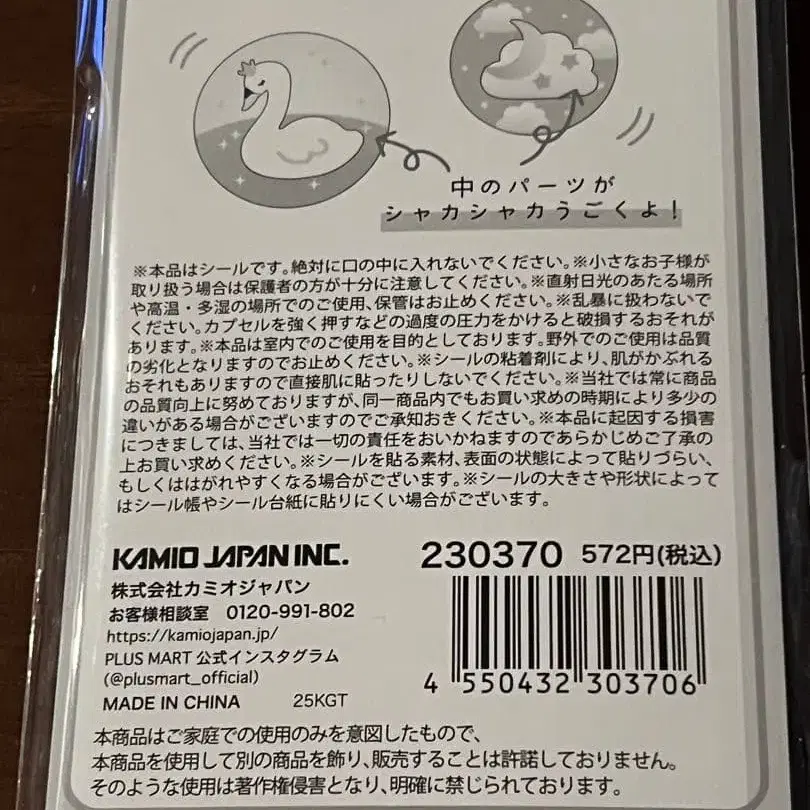 中のパーツが
シャカシャカうごくよ!
※本品はシールです。絶対に口の中に入れないでください。※小さなお子様が
取り扱う場合は保護者の方が十分に注意してください。※直射日光のあたる場所
や高温・多湿の場所でのご使用、保管はお止めください。※乱暴に扱わないで
ください。カプセルを強く押すなどの過度の圧力をかけると破損するおそれが
あります。※本品は室内でのご使用を目的としております。野外でのご使用は品質
の劣化となりますのでお止めください。※シールの粘着剤により、肌がかぶれる
おそれもありますので直接肌に貼ったりしないでください。※当社では常に商品
の品質向上に努めておりますが、同一商品内でもお買い求めの時期により多少の
違いがある場合がございますのでご承知おきください。※本品に起因する損害
につきましては、当社では一切の責任をおいかねますのであらかじめご了承の
上お買い求めください。※シールを貼る素材、表面の状態によって貼りづらい、
もしくははがれやすくなる場合がございます。※シールの大きさや形状によって
はシール帳やシール台紙に貼りにくい場合がございます。
KAMIO JAPAN INC.
230370 572円(税込)
株式会社カミオジャパン
お客様相談室 0120-991-802
https://kamiojapan.jp/
PLUS MART 公式インスタグラム
(@plusmart_official)
MADE IN CHINA 25KGT
4 550432 303706
本商品はご家庭での使用のみを意図したもので、
本商品を使用して別の商品を飾り、販売することは許諾しておりません。
そのような使用は著作権侵害となり、明確に禁じられております。